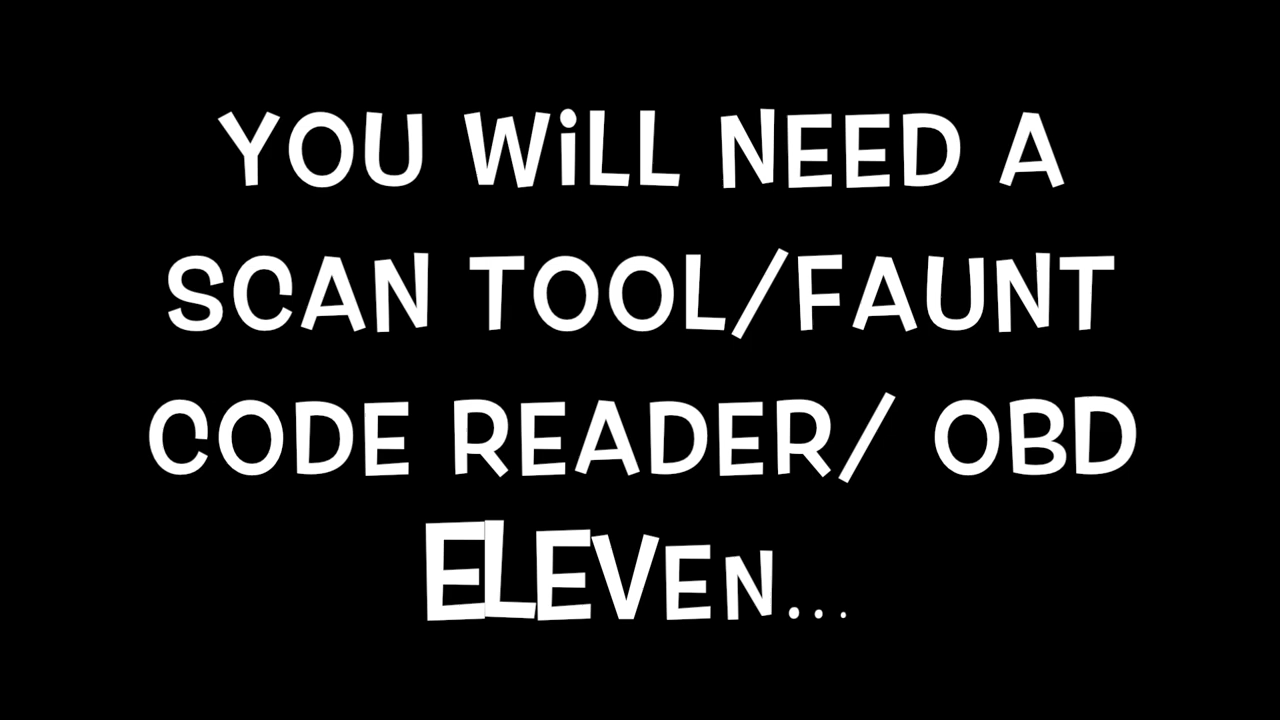 YOU WiLL NEED A
SCAN TOOL/FAUNT
CODE READER/ OBD
ELEVEN...